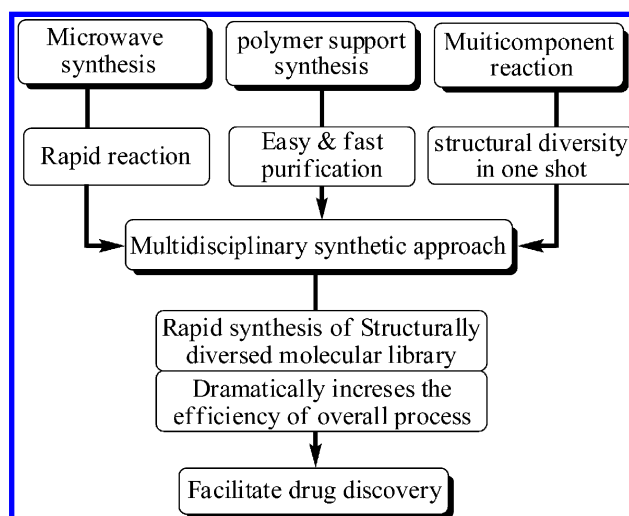 Microwave
synthesis
polymer support
synthesis
Muiticomponent
reaction
Rapid reaction
Easy & fast
purification
structural diversity
in one shot
Multidisciplinary synthetic approach
Rapid synthesis of Structurally
diversed molecular library
Dramatically increses the
efficiency of overall process
Facilitate drug discovery